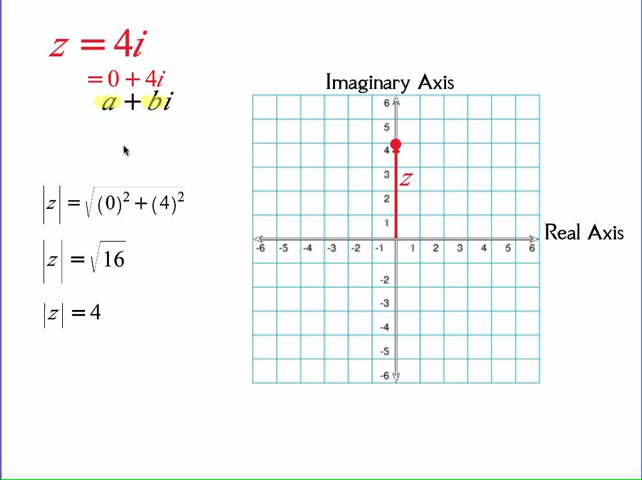 z = 4i
= 0 + 4i
a + bi
|z| = √(0)² + (4)²
|z| = √16
|z| = 4
Imaginary Axis
6
5
4
3
2
1
z
Real Axis
-6 -5 -4 -3 -2 -1 1 2 3 4 5 6
-2
-3
-4
-5
-6